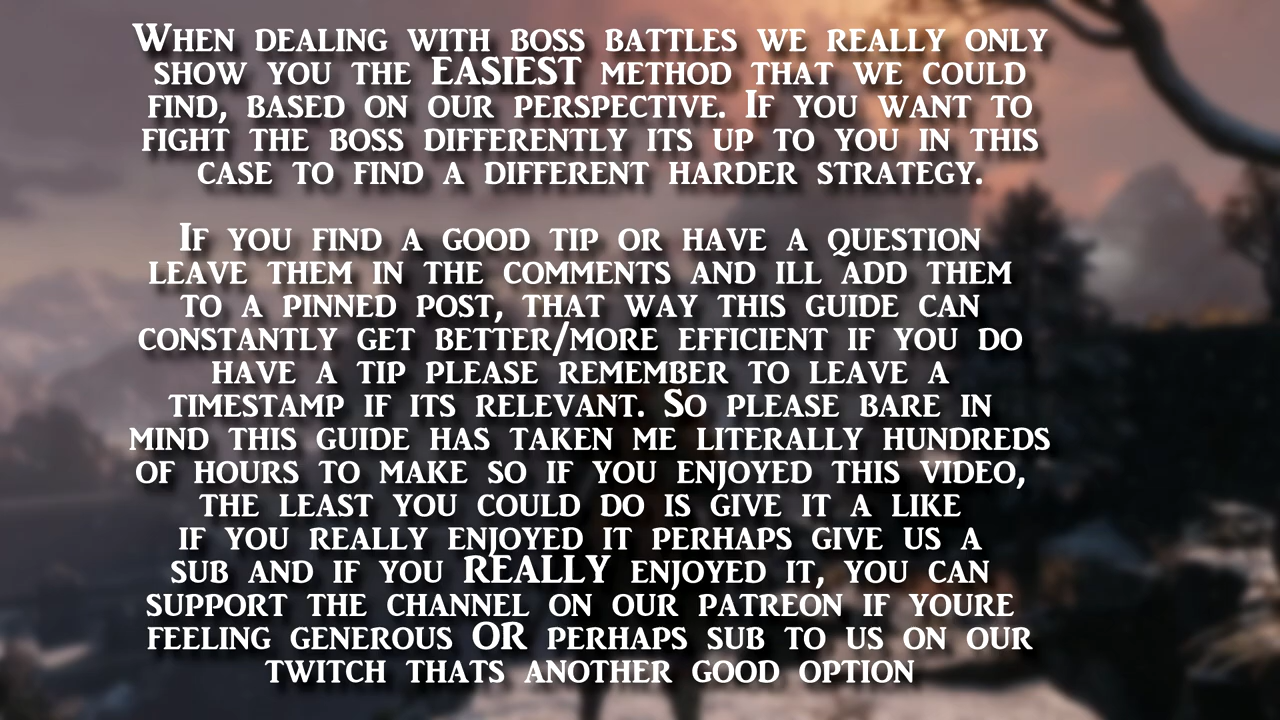 When dealing with boss battles we really only
show you the EASIEST method that we could
find, based on our perspective. If you want to
fight the boss differently its up to you in this
case to find a different harder strategy.
If you find a good tip or have a question
leave them in the comments and ill add them
to a pinned post, that way this guide can
constantly get better/more efficient if you do
have a tip please remember to leave a
timestamp if its relevant. So please bare in
mind this guide has taken me literally hundreds
of hours to make so if you enjoyed this video,
the least you could do is give it a like
if you really enjoyed it perhaps give us a
sub and if you REALLY enjoyed it, you can
support the channel on our patreon if youre
feeling generous OR perhaps sub to us on our
twitch thats another good option